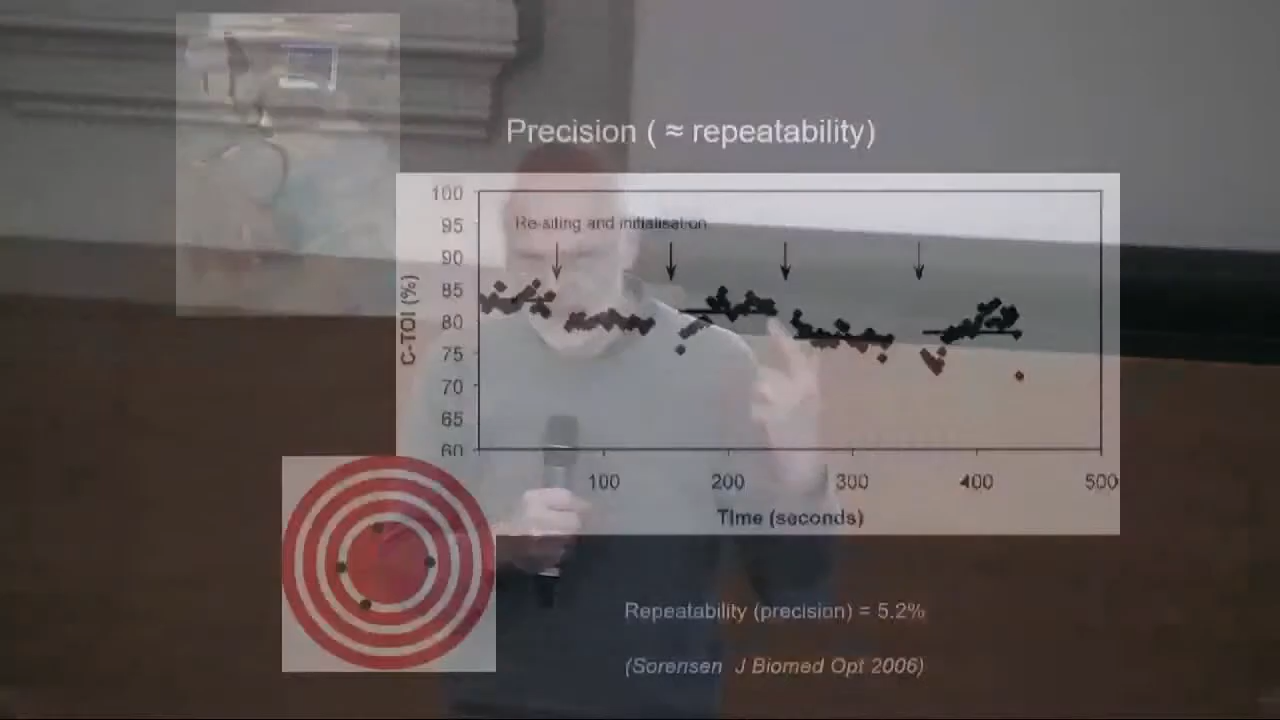 Precision ( ≈ repeatability)
100
95
90
85
80
75
70
65
60
C-TOI (%)
Re-siting and initialisation
100
200
300
400
500
Time (seconds)
Repeatability (precision) = 5.2%
(Sorensen J Biomed Opt 2006)